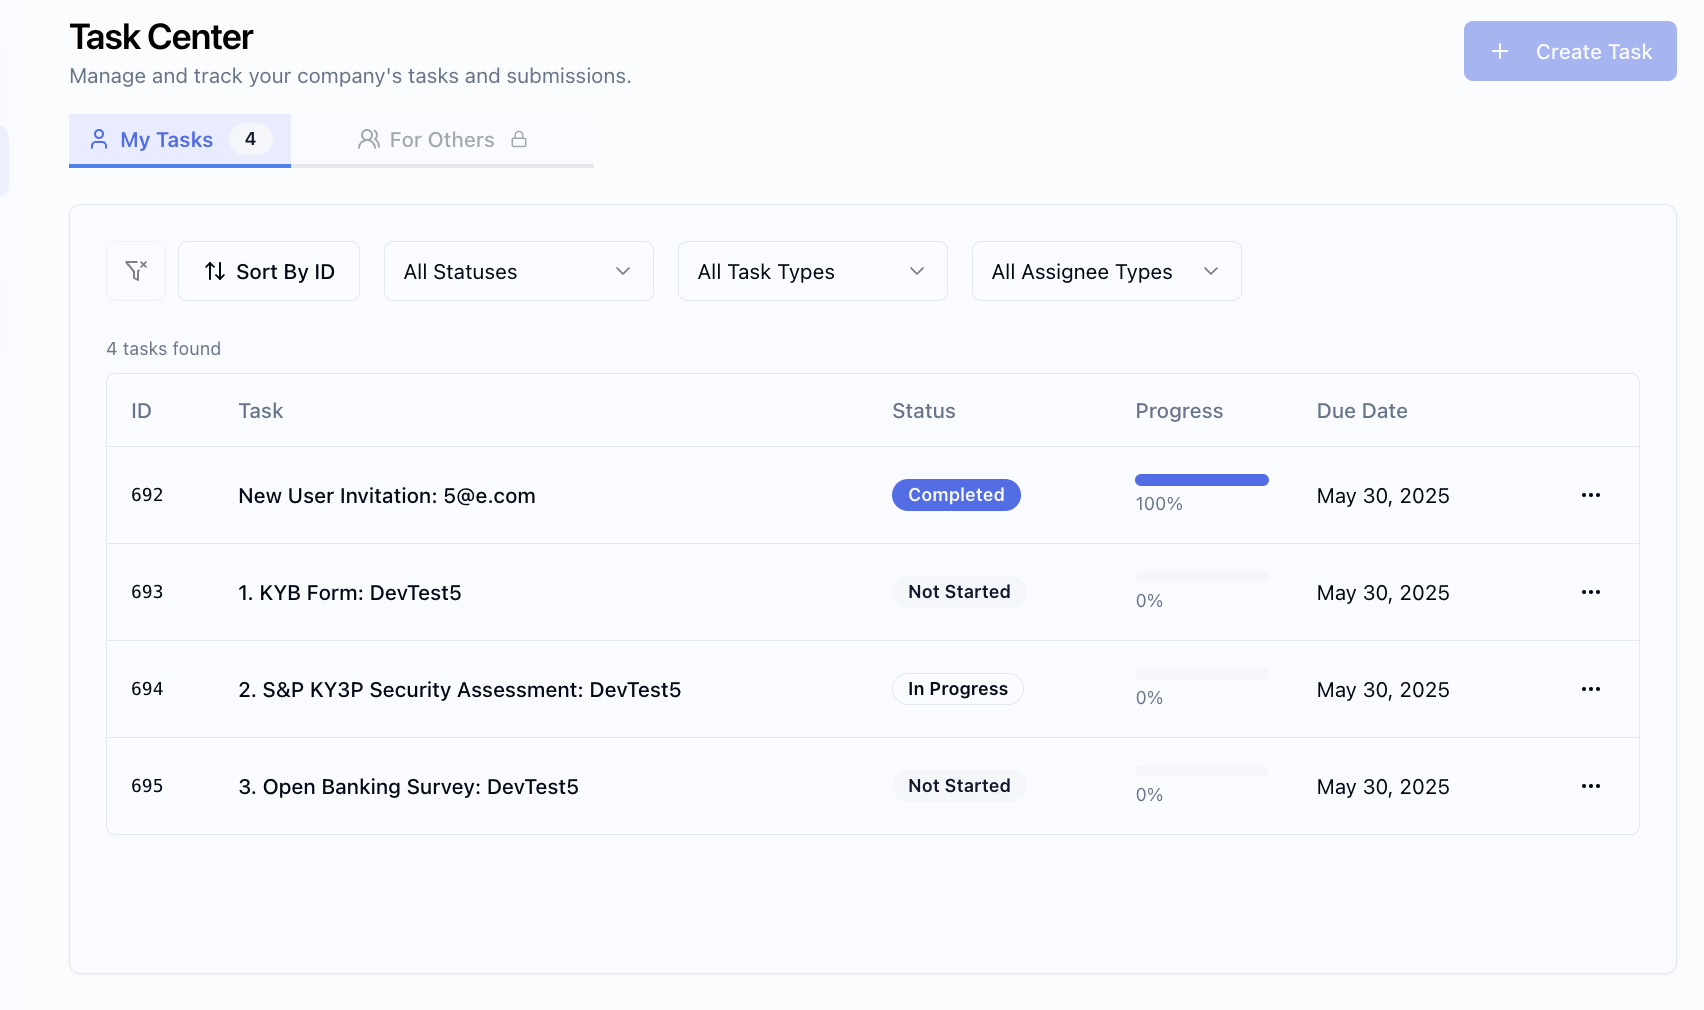 Task Center
Manage and track your company's tasks and submissions.
Create Task
My Tasks 4
For Others
Sort By ID
All Statuses
All Task Types
All Assignee Types
4 tasks found
ID Task Status Progress Due Date
692 New User Invitation: 5@e.com Completed 100% May 30, 2025
693 1. KYB Form: DevTest5 Not Started 0% May 30, 2025
694 2. S&P KY3P Security Assessment: DevTest5 In Progress 0% May 30, 2025
695 3. Open Banking Survey: DevTest5 Not Started 0% May 30, 2025